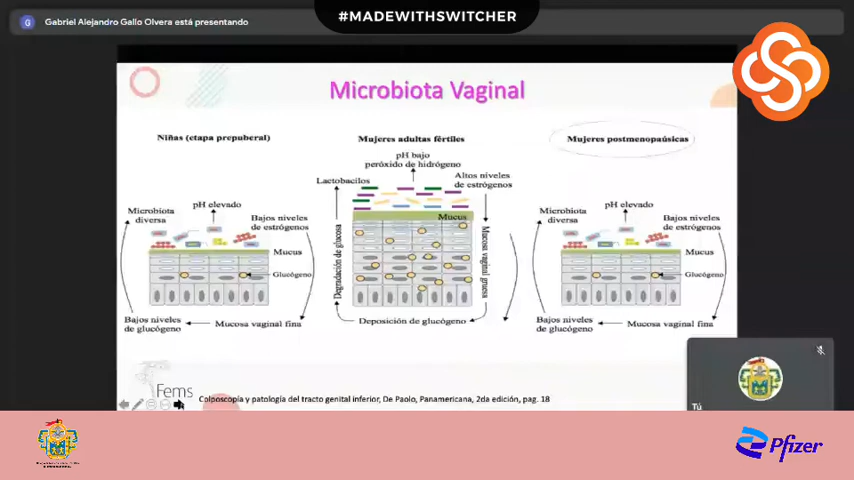 Gabriel Alejandro Gallo Olvera está presentando
#MADEWITHSWITCHER
G
Microbiota Vaginal
Niñas (etapa prepuberal)
pH elevado
Microbiota
diversa
Bajos niveles
de estrógenos
Mucus
Glucógeno
Bajos niveles
de glucógeno
Mucosa vaginal fina
Mujeres adultas fértiles
pH bajo
peróxido de hidrógeno
Lactobacilos
Altos niveles
de estrógenos
Mucus
Degradación de glucosa
Mucosa vaginal gruesa
Deposición de glucógeno
Mujeres postmenopaúsicas
pH elevado
Microbiota
diversa
Bajos niveles
de estrógenos
Mucus
Glucógeno
Bajos niveles
de glucógeno
Mucosa vaginal fina
Fems
Colposcopía y patología del tracto genital inferior, De Paolo, Panamericana, 2da edición, pag. 18
Tú
Pfizer